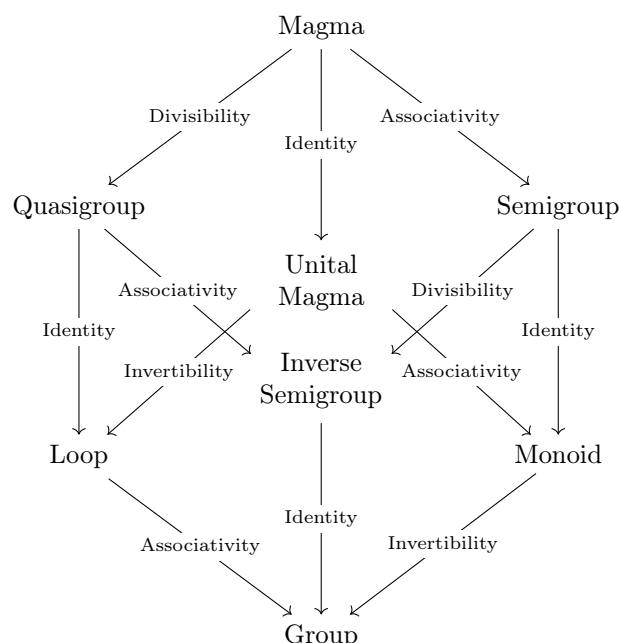 Magma
Divisibility
Associativity
Identity
Quasigroup
Semigroup
Unital
Magma
Associativity
Divisibility
Identity
Identity
Inverse
Semigroup
Invertibility
Associativity
Loop
Monoid
Identity
Associativity
Invertibility
Group